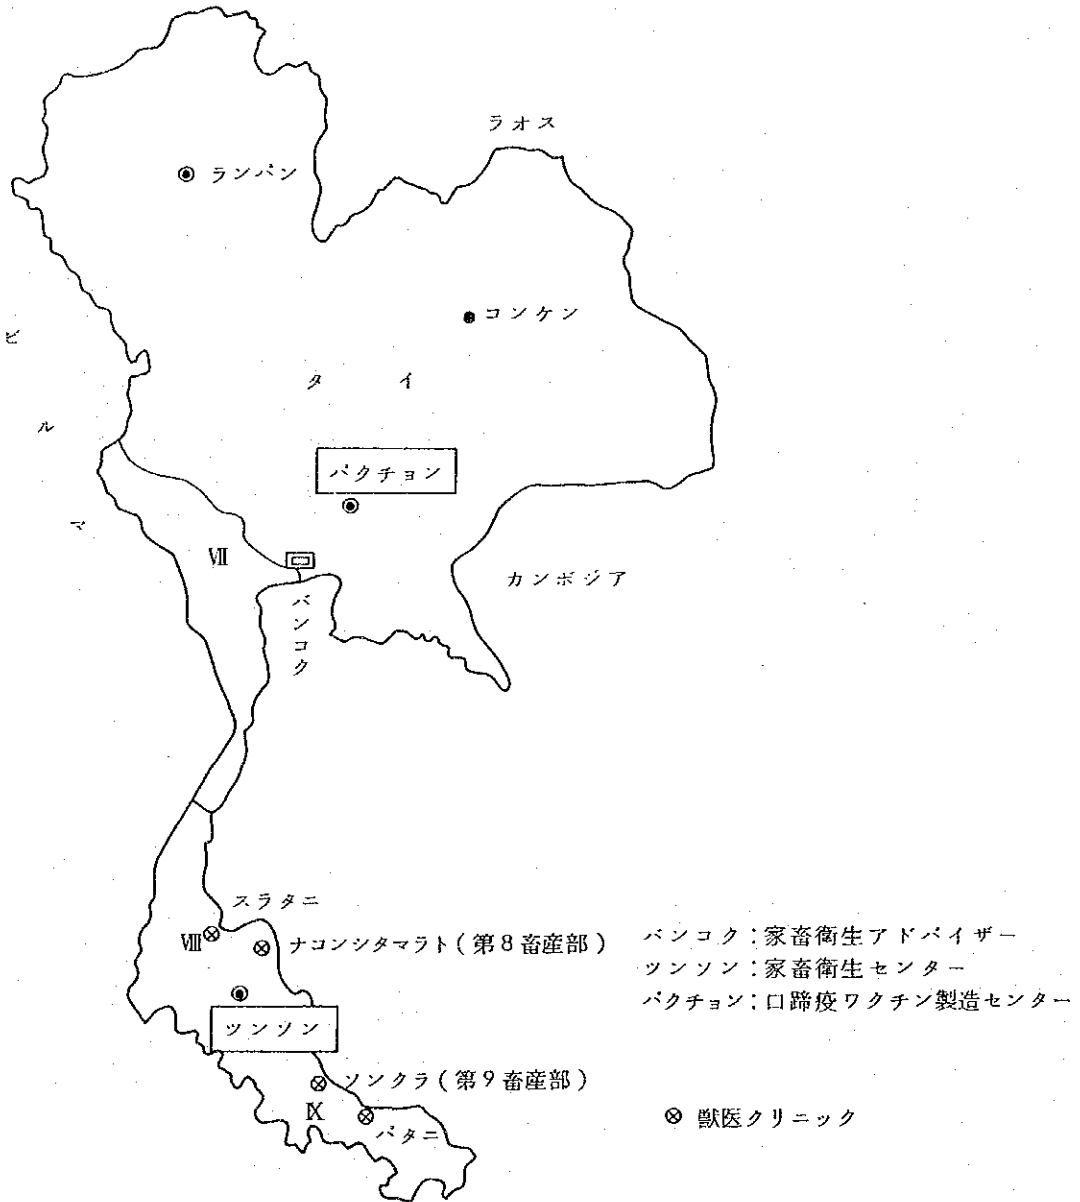 ラオス
ランパン
コンケン
ビルマ
タイ
パクチョン
Ⅶ
カンボジア
バンコク
スラタニ
Ⅷ
ナコンシタマラト(第8畜産部)
バンコク:家畜衛生アドバイザー
ツンソン:家畜衛生センター
パクチョン:口蹄疫ワクチン製造センター
ツンソン
ソンクラ(第9畜産部)
Ⅸ
パタニ
⊗ 獣医クリニック